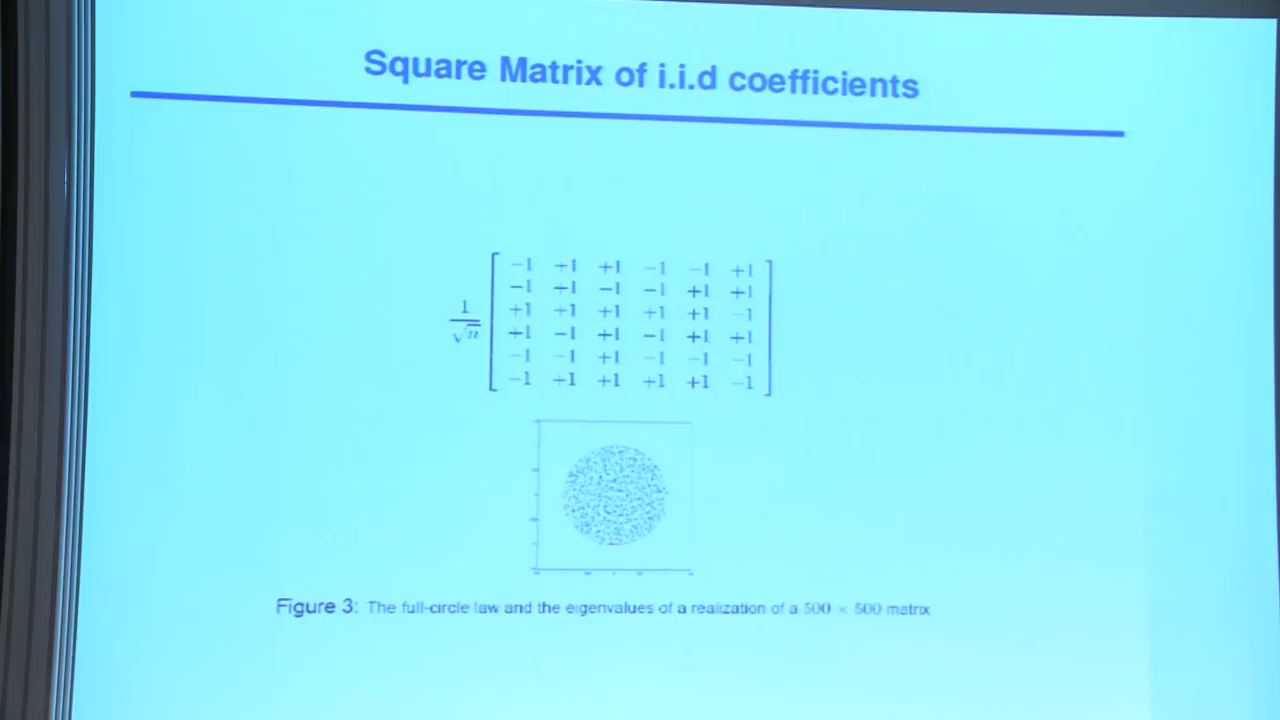 Square Matrix of i.i.d coefficients
−1 +1 +1 −1 −1 +1
−1 +1 −1 −1 +1 +1
1/√n +1 +1 +1 +1 +1 −1
+1 −1 +1 −1 +1 +1
−1 −1 +1 −1 −1 −1
−1 +1 +1 +1 +1 −1
Figure 3: The full-circle law and the eigenvalues of a realization of a 500 × 500 matrix